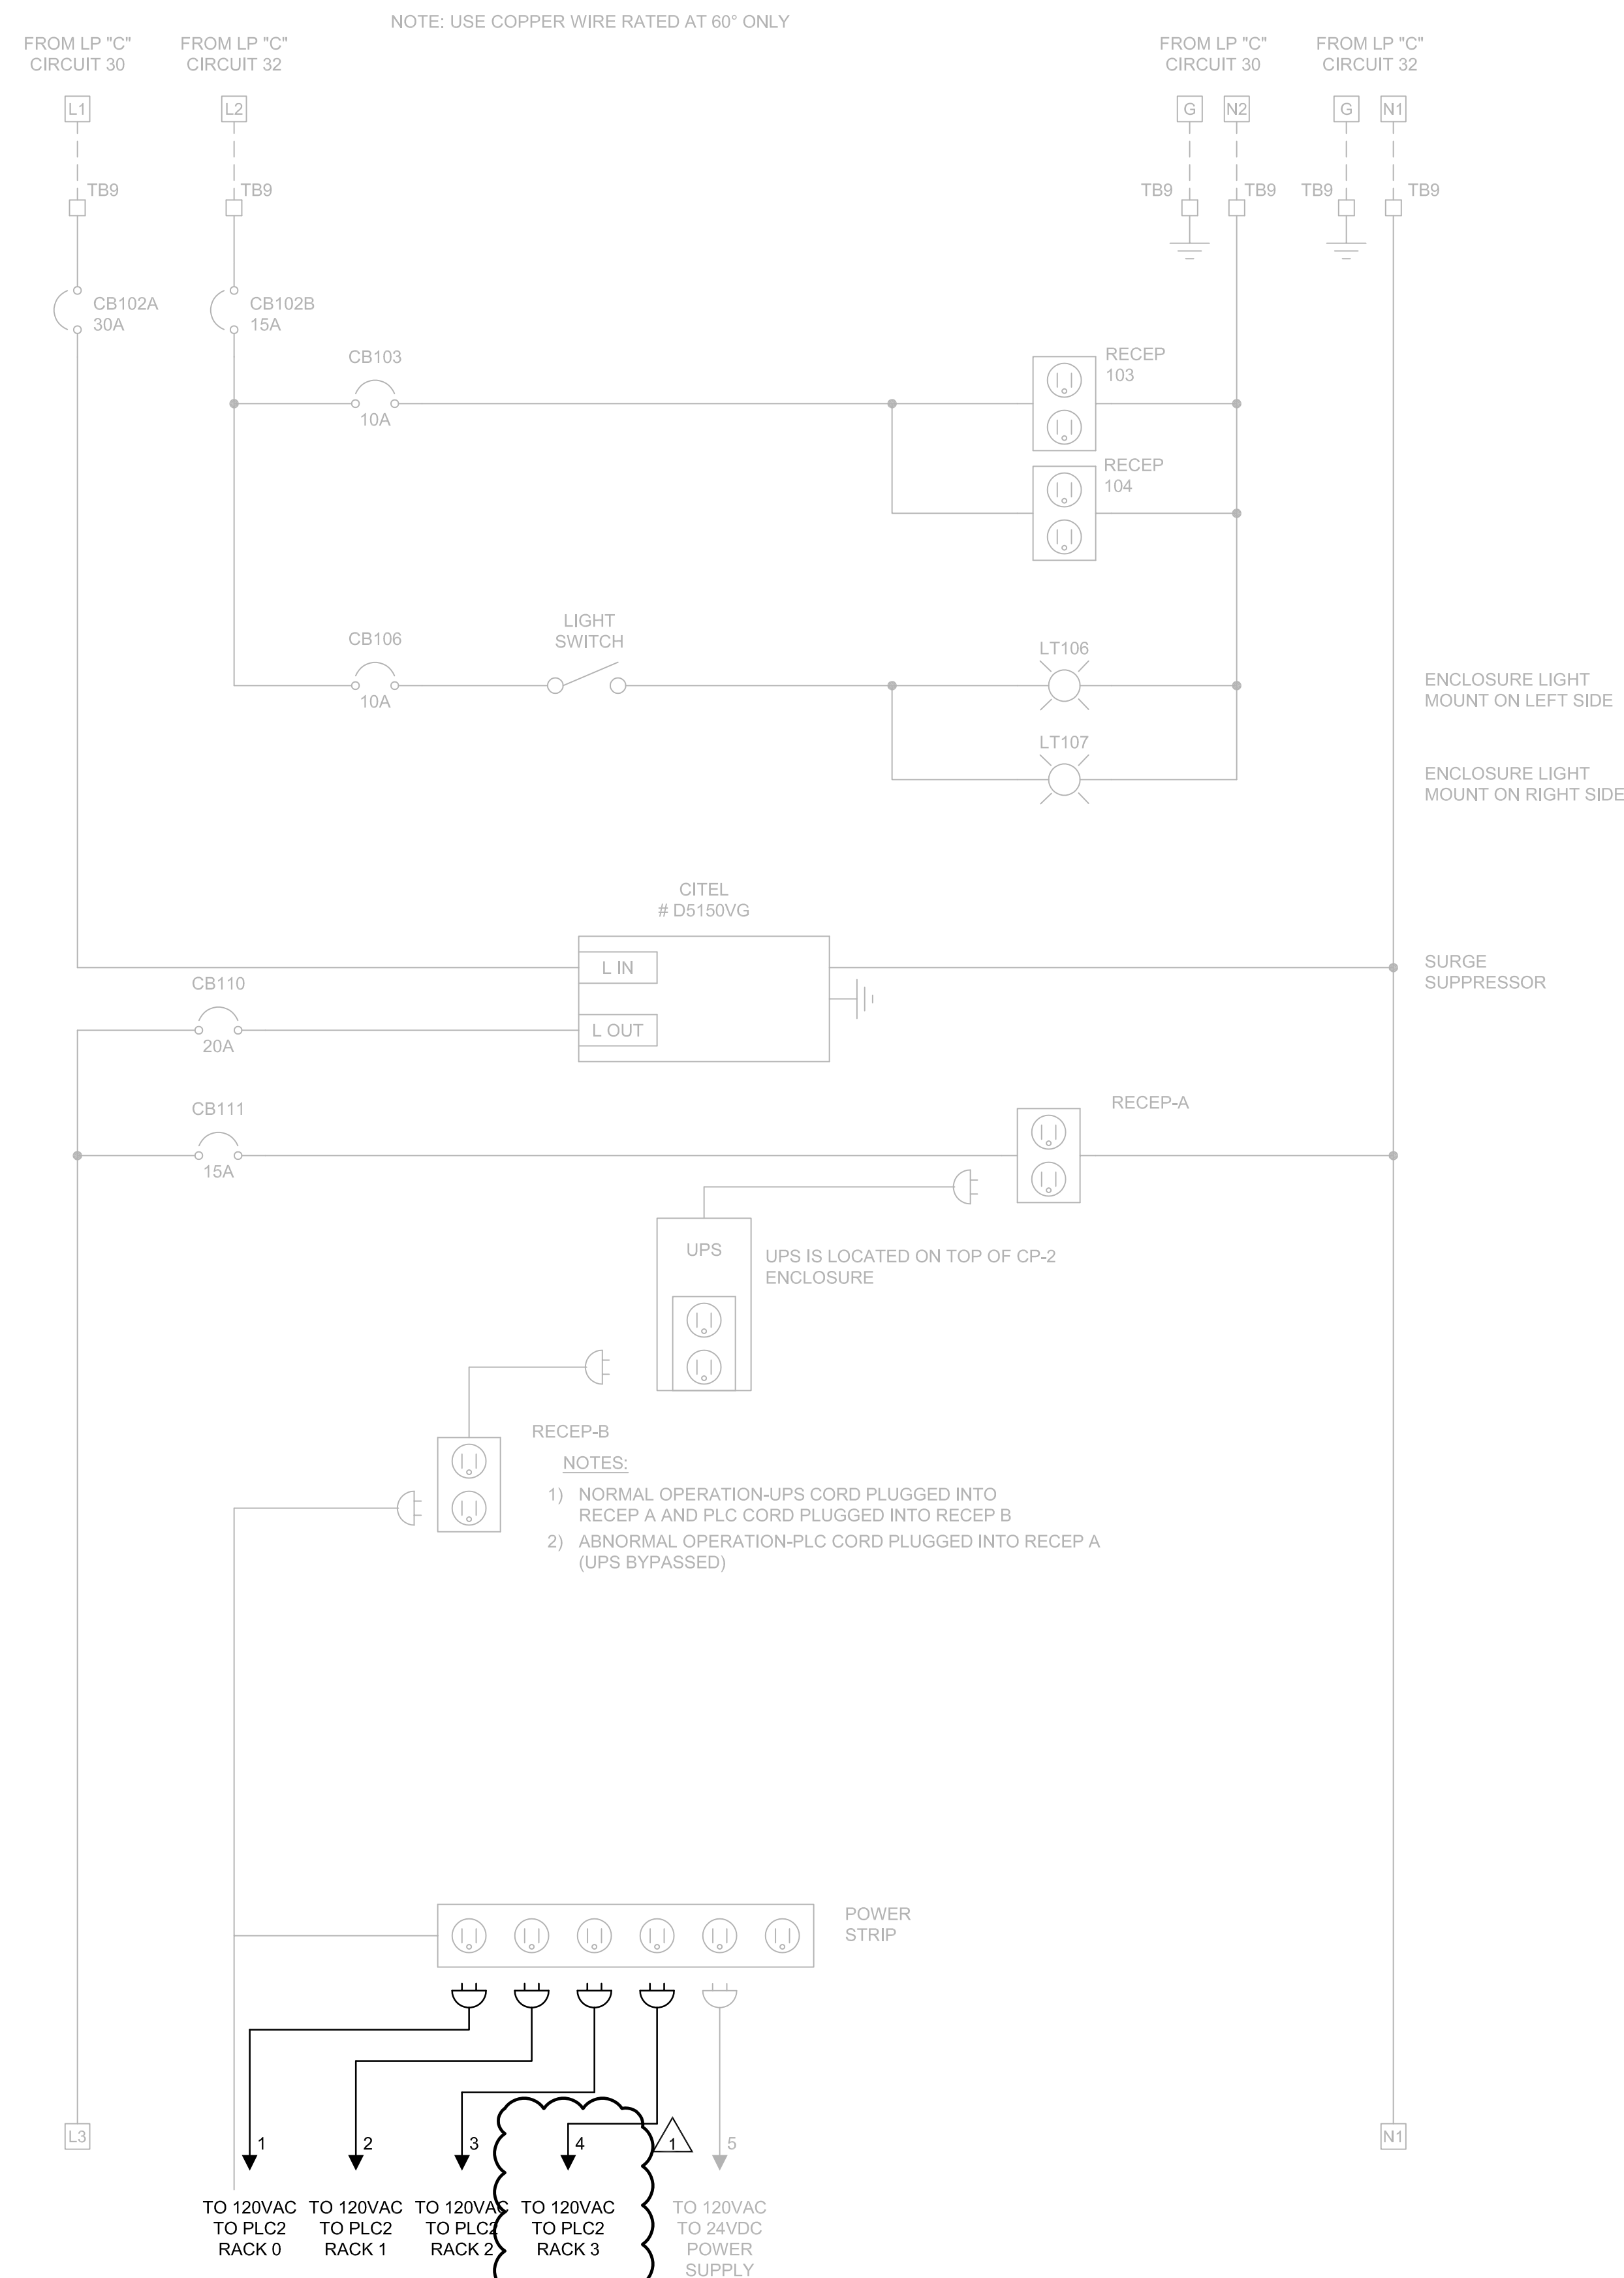 NOTE: USE COPPER WIRE RATED AT 60° ONLY
FROM LP "C"
CIRCUIT 30
FROM LP "C"
CIRCUIT 32
FROM LP "C"
CIRCUIT 30
FROM LP "C"
CIRCUIT 32
L1
L2
G
N2
G
N1
TB9
TB9
TB9
TB9
TB9
TB9
CB102A
30A
CB102B
15A
CB103
10A
RECEP
103
RECEP
104
CB106
10A
LIGHT
SWITCH
LT106
ENCLOSURE LIGHT
MOUNT ON LEFT SIDE
LT107
ENCLOSURE LIGHT
MOUNT ON RIGHT SIDE
CITEL
# D5150VG
L IN
L OUT
SURGE
SUPPRESSOR
CB110
20A
CB111
15A
RECEP-A
UPS
UPS IS LOCATED ON TOP OF CP-2
ENCLOSURE
RECEP-B
NOTES:
1) NORMAL OPERATION-UPS CORD PLUGGED INTO
RECEP A AND PLC CORD PLUGGED INTO RECEP B
2) ABNORMAL OPERATION-PLC CORD PLUGGED INTO RECEP A
(UPS BYPASSED)
POWER
STRIP
L3
1
2
3
4
1
5
N1
TO 120VAC
TO PLC2
RACK 0
TO 120VAC
TO PLC2
RACK 1
TO 120VAC
TO PLC2
RACK 2
TO 120VAC
TO PLC2
RACK 3
TO 120VAC
TO 24VDC
POWER
SUPPLY